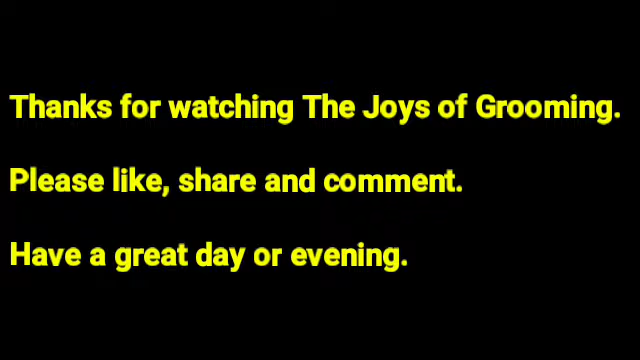 Thanks for watching The Joys of Grooming.
Please like, share and comment.
Have a great day or evening.